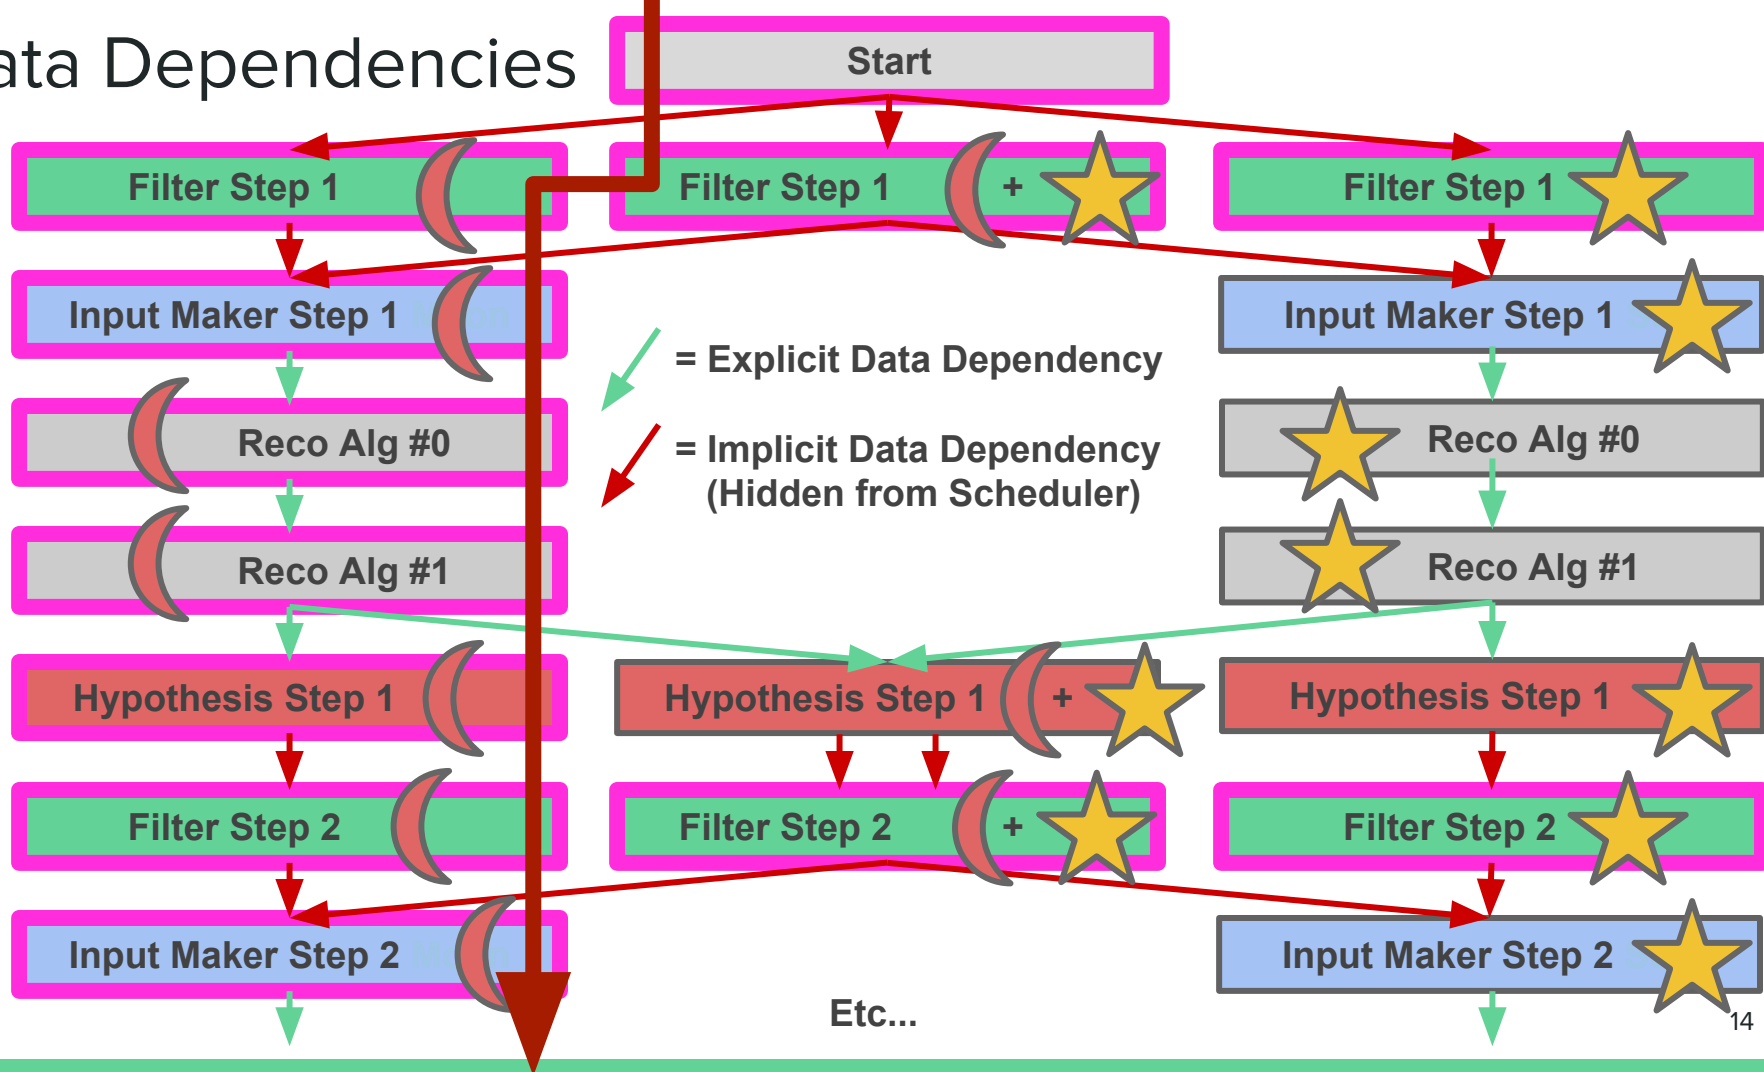 ata Dependencies
Start
Filter Step 1
Filter Step 1 +
Filter Step 1
Input Maker Step 1
Input Maker Step 1
= Explicit Data Dependency
Reco Alg #0
Reco Alg #0
= Implicit Data Dependency
(Hidden from Scheduler)
Reco Alg #1
Reco Alg #1
Hypothesis Step 1
Hypothesis Step 1 +
Hypothesis Step 1
Filter Step 2
Filter Step 2 +
Filter Step 2
Input Maker Step 2
Input Maker Step 2
Etc...
14